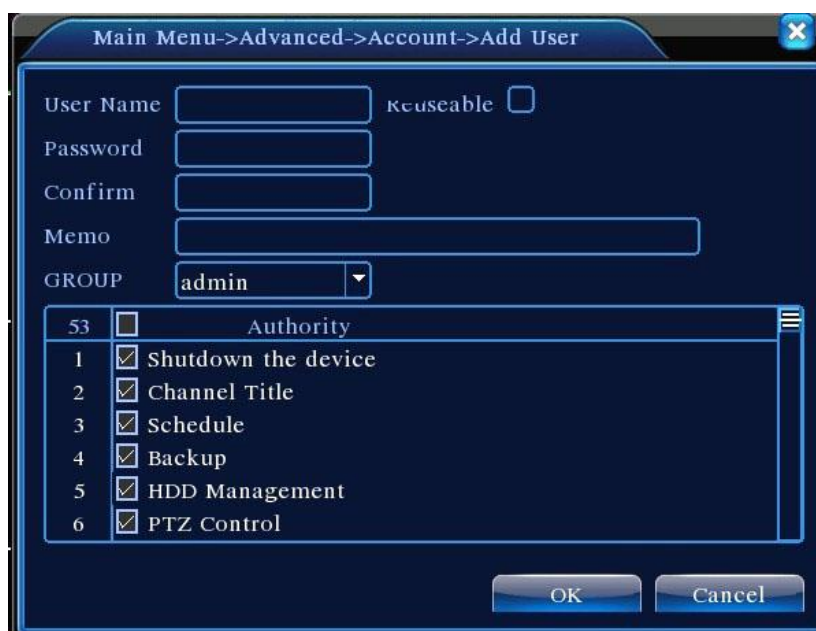 Main Menu->Advanced->Account->Add User
User Name Reuseable
Password
Confirm
Memo
GROUP admin
53 Authority
1 Shutdown the device
2 Channel Title
3 Schedule
4 Backup
5 HDD Management
6 PTZ Control
OK Cancel